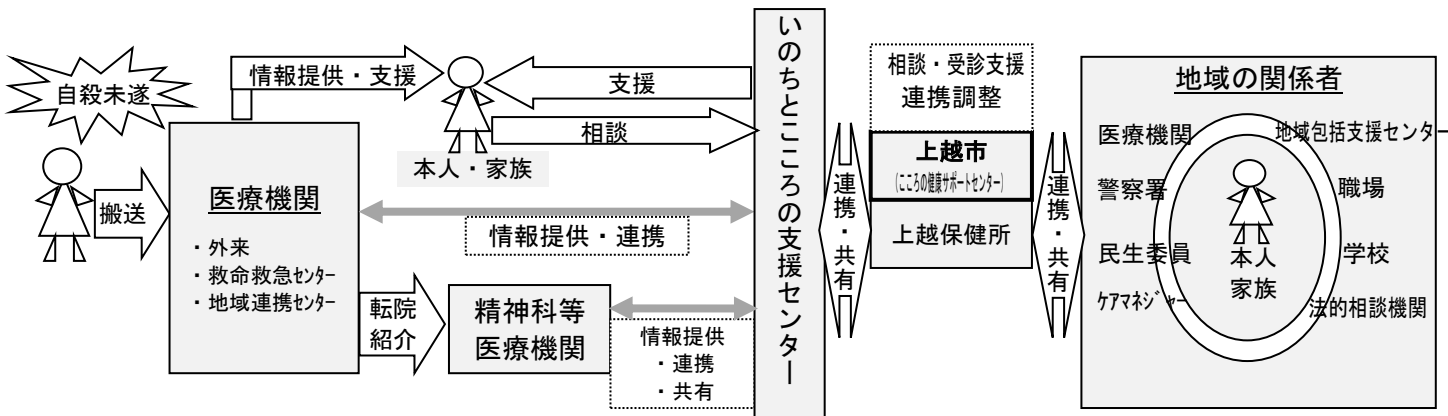 自殺未遂
搬送
医療機関
・外来
・救命救急ｾﾝﾀｰ
・地域連携ｾﾝﾀｰ
情報提供・支援
本人・家族
支援
相談
情報提供・連携
転院
紹介
精神科等
医療機関
情報提供
・連携
・共有
いのちとこころの支援センター
連携・共有
相談・受診支援
連携調整
上越市
(こころの健康サポートセンター)
上越保健所
連携・共有
地域の関係者
医療機関
地域包括支援センター
警察署
職場
民生委員
学校
ｹｱﾏﾈｼﾞｬｰ
法的相談機関
本人
家族